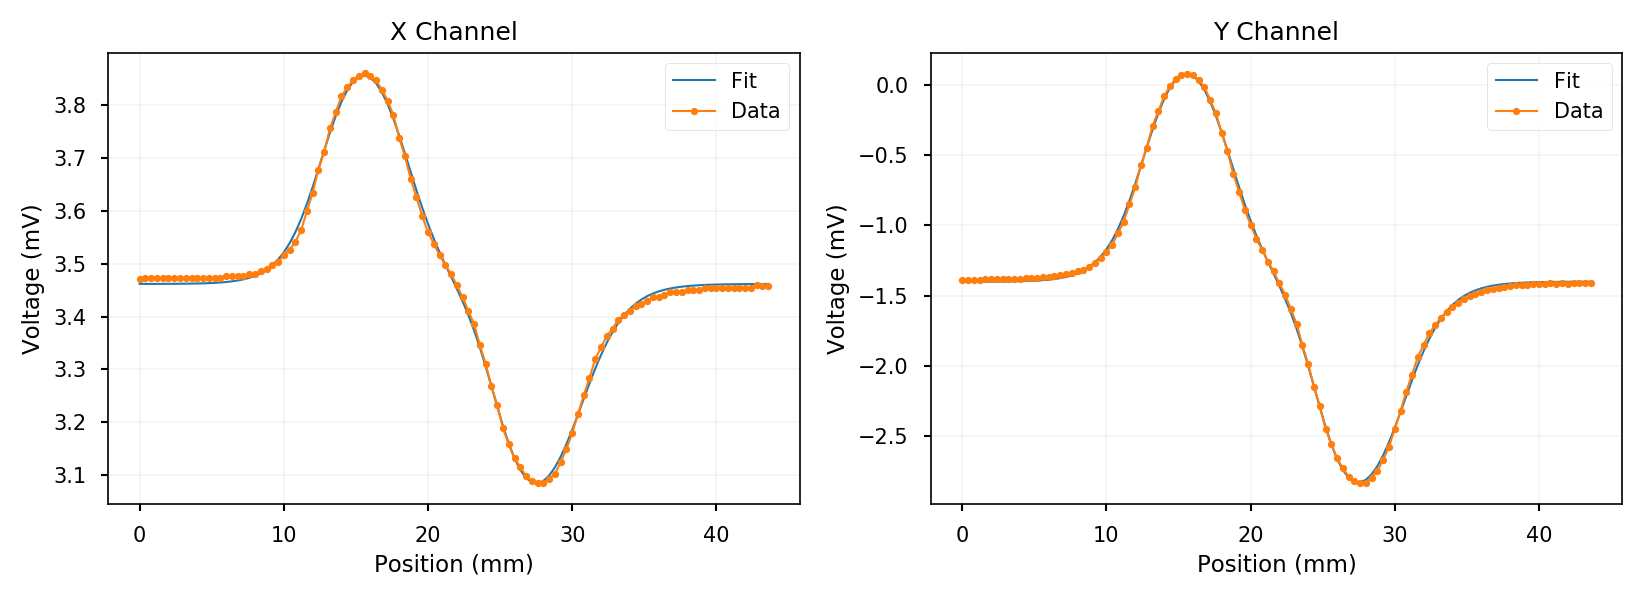 X Channel
Voltage (mV)
3.8
3.7
3.6
3.5
3.4
3.3
3.2
3.1
0 10 20 30 40
Position (mm)
Fit
Data
Y Channel
Voltage (mV)
0.0
−0.5
−1.0
−1.5
−2.0
−2.5
0 10 20 30 40
Position (mm)
Fit
Data